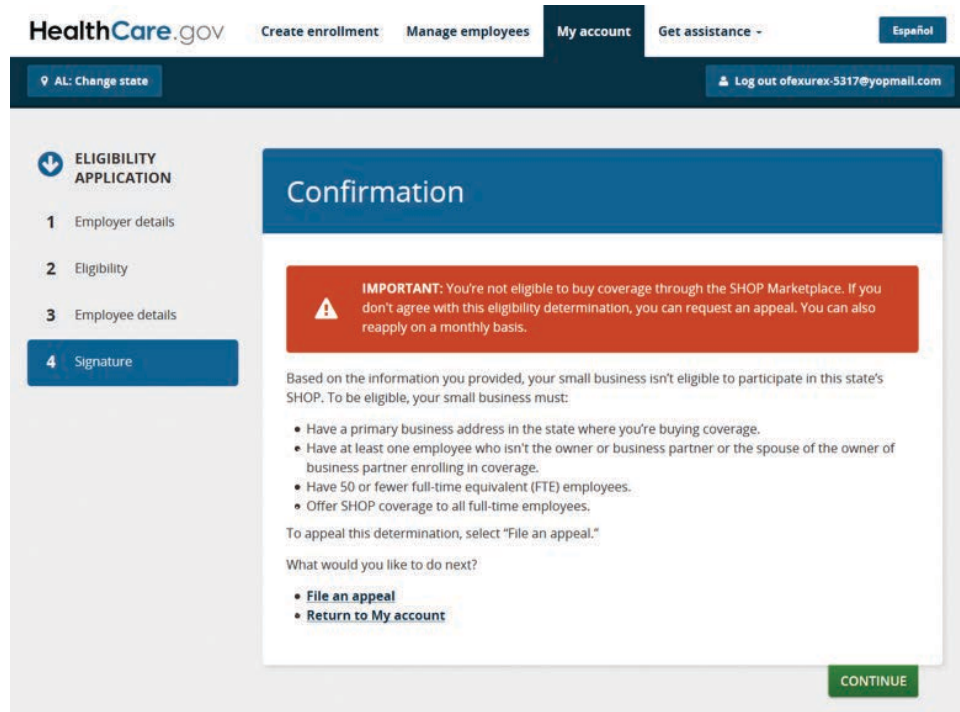 HealthCare.gov
Create enrollment Manage employees My account Get assistance -
Español
AL: Change state
Log out ofexurex-5317@yopmail.com
ELIGIBILITY
APPLICATION
1 Employer details
2 Eligibility
3 Employee details
4 Signature
Confirmation
IMPORTANT: You're not eligible to buy coverage through the SHOP Marketplace. If you
don't agree with this eligibility determination, you can request an appeal. You can also
reapply on a monthly basis.
Based on the information you provided, your small business isn't eligible to participate in this state's
SHOP. To be eligible, your small business must:
• Have a primary business address in the state where you're buying coverage.
• Have at least one employee who isn't the owner or business partner or the spouse of the owner of
business partner enrolling in coverage.
• Have 50 or fewer full-time equivalent (FTE) employees.
• Offer SHOP coverage to all full-time employees.
To appeal this determination, select "File an appeal."
What would you like to do next?
• File an appeal
• Return to My account
CONTINUE